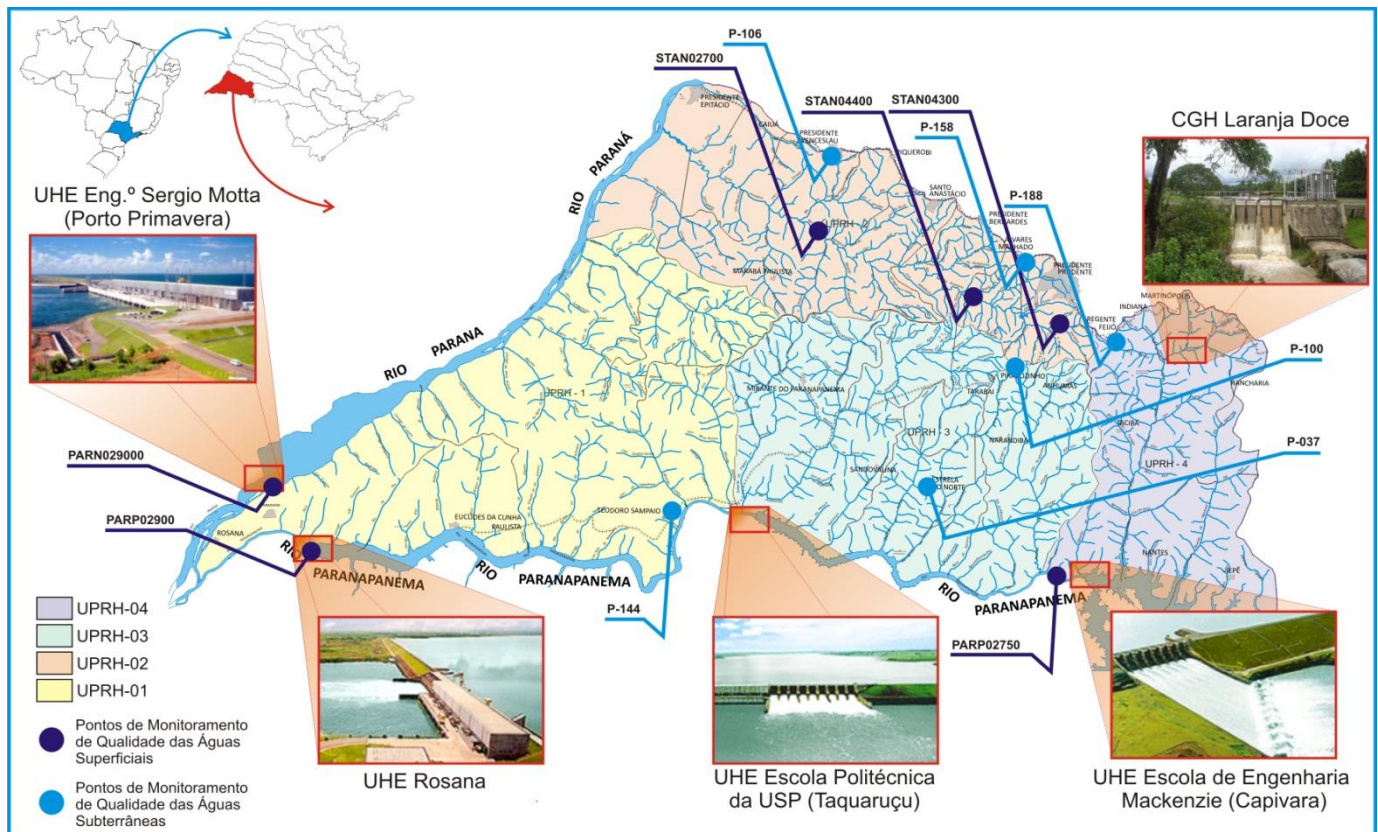 P-106
STAN02700
STAN04400
STAN04300
P-158
P-188
CGH Laranja Doce
UHE Eng.º Sergio Motta
(Porto Primavera)
PRESIDENTE
EPITÁCIO
CAIUÁ
PRESIDENTE
VENCESLAU
PIQUEROBI
SANTO
ANASTÁCIO
PRESIDENTE
BERNARDES
ÁLVARES
MACHADO
PRESIDENTE
PRUDENTE
RIO PARANÁ
UPRH - 2
MARABÁ PAULISTA
REGENTE
FEIJÓ
INDIANA
MARTINÓPOLIS
RANCHARIA
P-100
RIO PARANÁ
UPRH - 1
MIRANTE DO PARANAPANEMA
TARABAI
ANHUMAS
UPRH - 3
NARANDIBA
TACIBA
UPRH - 4
P-037
SANDOVALINA
ESTRELA
DO NORTE
PARN029000
PARP02900
ROSANA
EUCLIDES DA CUNHA
PAULISTA
TEODORO SAMPAIO
NANTES
IEPÊ
RIO PARANAPANEMA
RIO PARANAPANEMA
RIO PARANAPANEMA
P-144
PARP02750
UPRH-04
UPRH-03
UPRH-02
UPRH-01
Pontos de Monitoramento
de Qualidade das Águas
Superficiais
Pontos de Monitoramento
de Qualidade das Águas
Subterrâneas
UHE Rosana
UHE Escola Politécnica
da USP (Taquaruçu)
UHE Escola de Engenharia
Mackenzie (Capivara)